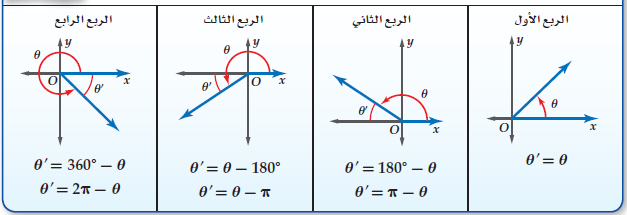 الربع الأول
y
θ
O
x
θ′ = θ
الربع الثاني
y
θ
θ′
O
x
θ′ = 180° − θ
θ′ = π − θ
الربع الثالث
y
θ
θ′
O
x
θ′ = θ − 180°
θ′ = θ − π
الربع الرابع
y
θ
O
θ′
x
θ′ = 360° − θ
θ′ = 2π − θ